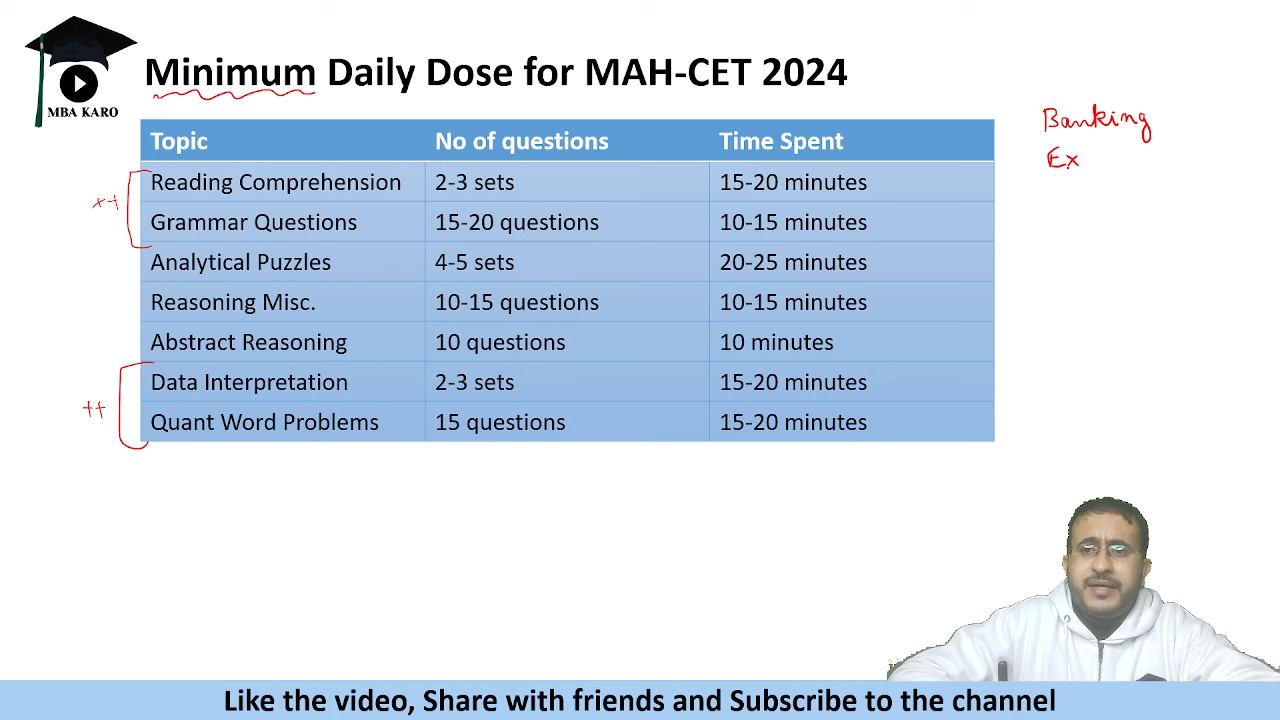 MBA KARO
Minimum Daily Dose for MAH-CET 2024
Topic No of questions Time Spent
Reading Comprehension 2-3 sets 15-20 minutes
Grammar Questions 15-20 questions 10-15 minutes
Analytical Puzzles 4-5 sets 20-25 minutes
Reasoning Misc. 10-15 questions 10-15 minutes
Abstract Reasoning 10 questions 10 minutes
Data Interpretation 2-3 sets 15-20 minutes
Quant Word Problems 15 questions 15-20 minutes
++
Banking
Ex
Like the video, Share with friends and Subscribe to the channel